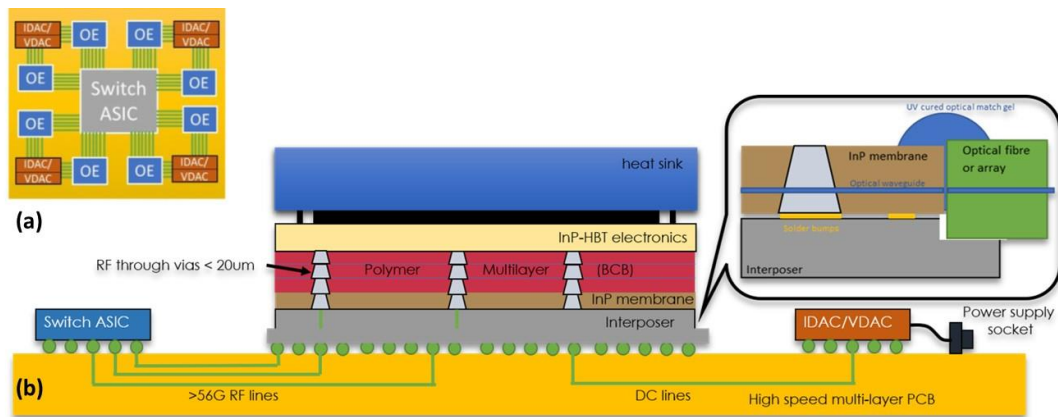 IDAC/
VDAC
OE
OE
IDAC/
VDAC
OE
OE
Switch
ASIC
OE
OE
IDAC/
VDAC
OE
OE
IDAC/
VDAC
(a)
heat sink
InP-HBT electronics
RF through vias < 20um
Polymer
Multilayer
(BCB)
InP membrane
Interposer
UV cured optical match gel
InP membrane
Optical fibre
or array
Optical waveguide
Solder bumps
Interposer
Switch ASIC
IDAC/VDAC
Power supply
socket
(b)
>56G RF lines
DC lines
High speed multi-layer PCB